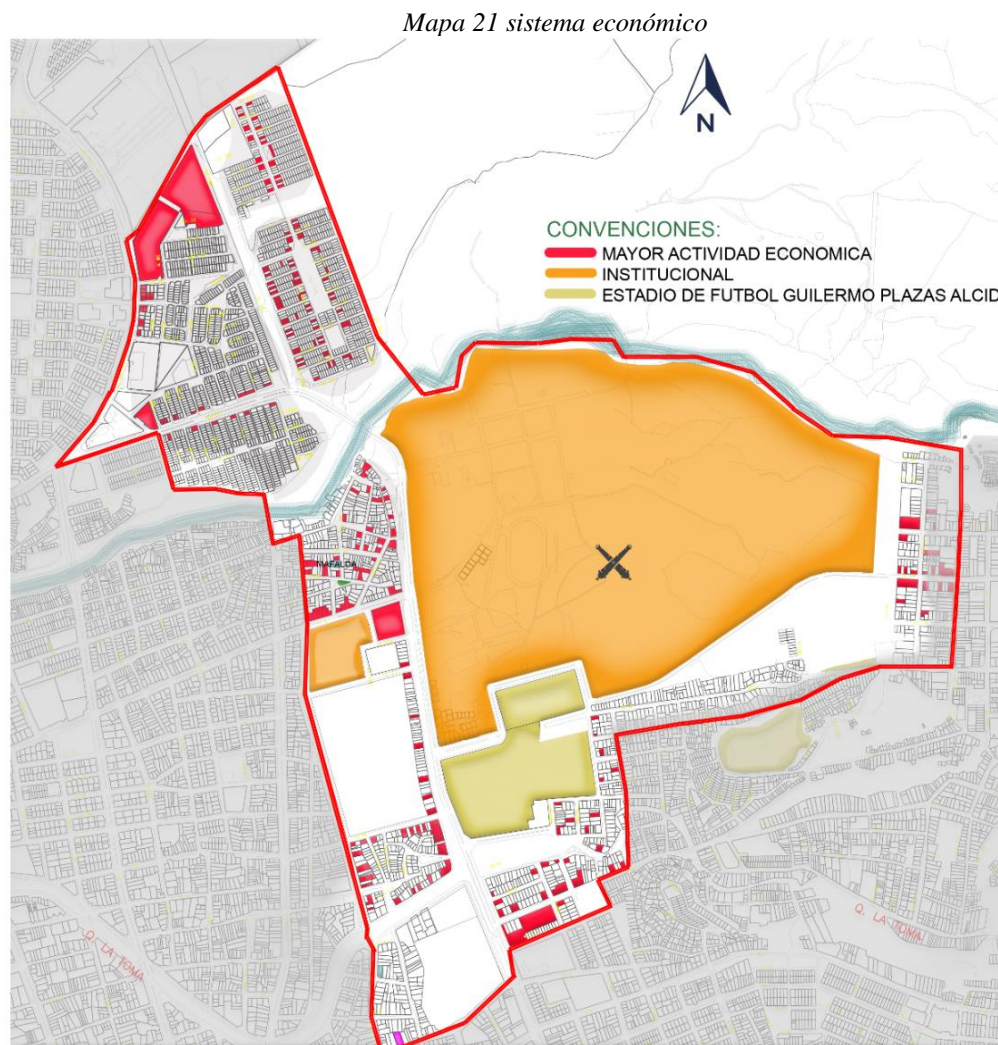 Mapa 21 sistema económico
N
CONVENCIONES:
MAYOR ACTIVIDAD ECONOMICA
INSTITUCIONAL
ESTADIO DE FUTBOL GUILERMO PLAZAS ALCID
MAFALDA
Q. LA TOMA
Q. LA TOMA